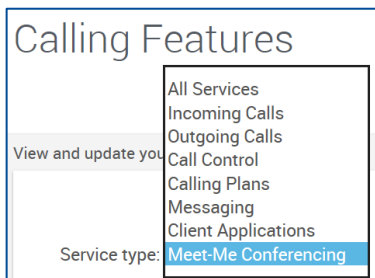 Calling Features
All Services
Incoming Calls
Outgoing Calls
View and update you
Call Control
Calling Plans
Messaging
Client Applications
Service type: Meet-Me Conferencing